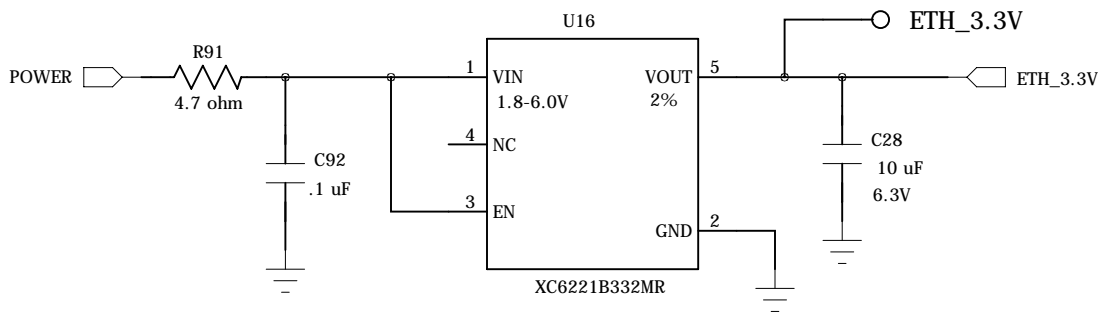 U16
ETH_3.3V
R91
POWER
4.7 ohm
1
VIN
VOUT
5
1.8-6.0V
2%
ETH_3.3V
4
NC
C92
.1 uF
C28
10 uF
6.3V
3
EN
GND
2
XC6221B332MR